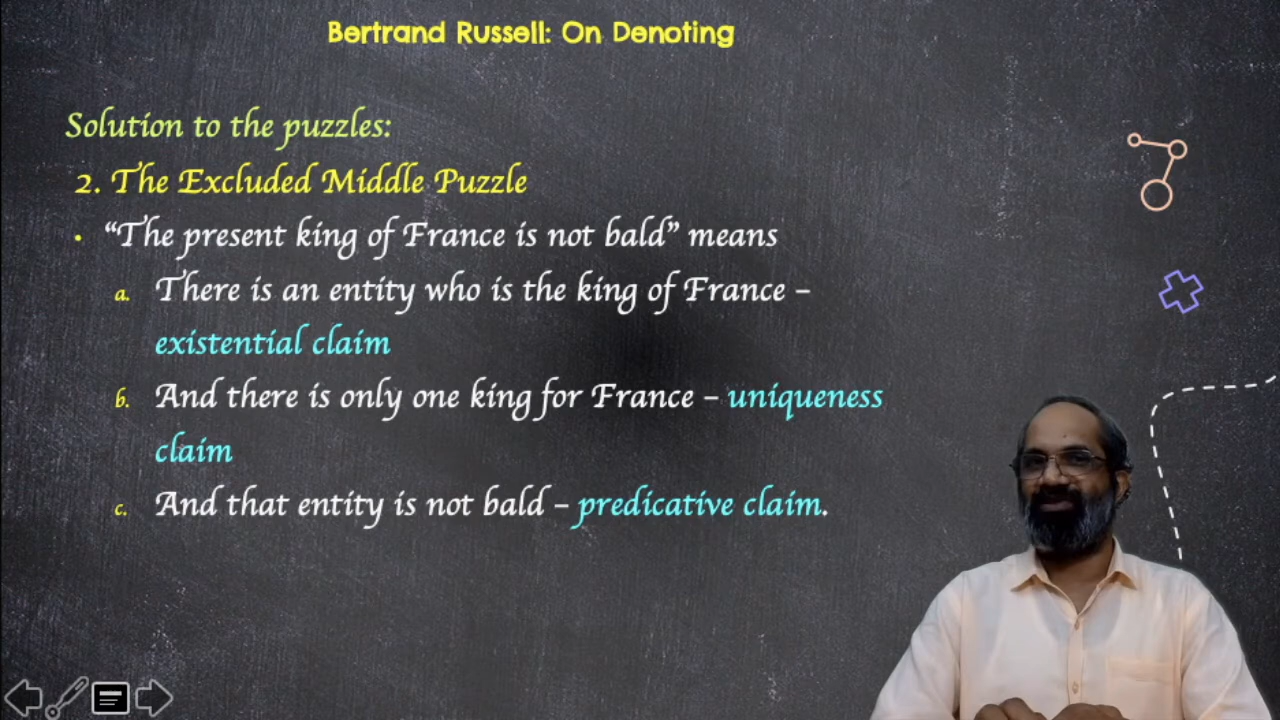 Bertrand Russell: On Denoting
Solution to the puzzles:
2. The Excluded Middle Puzzle
• “The present king of France is not bald” means
a. There is an entity who is the king of France –
existential claim
b. And there is only one king for France – uniqueness
claim
c. And that entity is not bald – predicative claim.